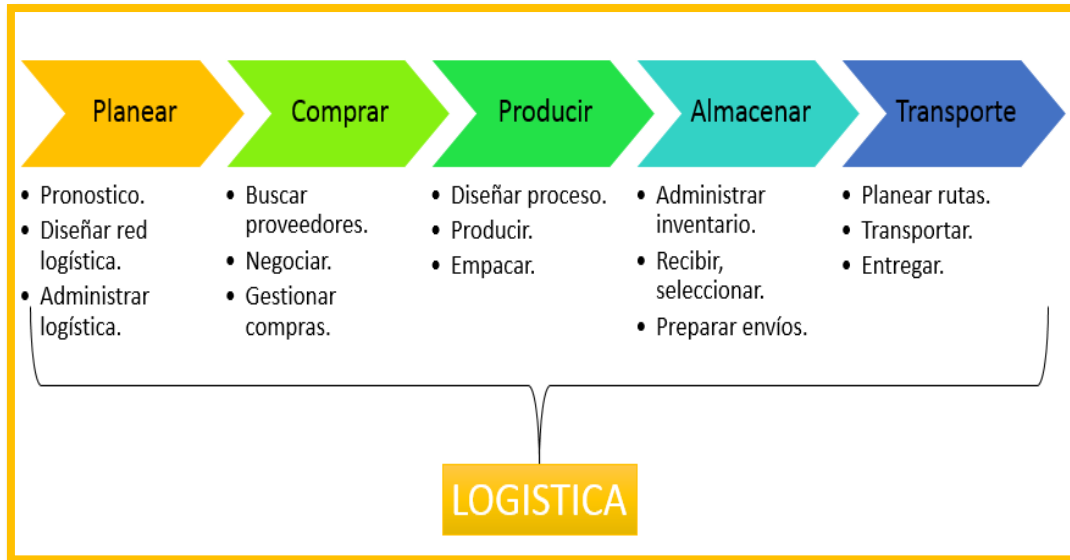 Planear
• Pronostico.
• Diseñar red
logística.
• Administrar
logística.
Comprar
• Buscar
proveedores.
• Negociar.
• Gestionar
compras.
Producir
• Diseñar proceso.
• Producir.
• Empacar.
Almacenar
• Administrar
inventario.
• Recibir,
seleccionar.
• Preparar envíos.
Transporte
• Planear rutas.
• Transportar.
• Entregar.
LOGISTICA